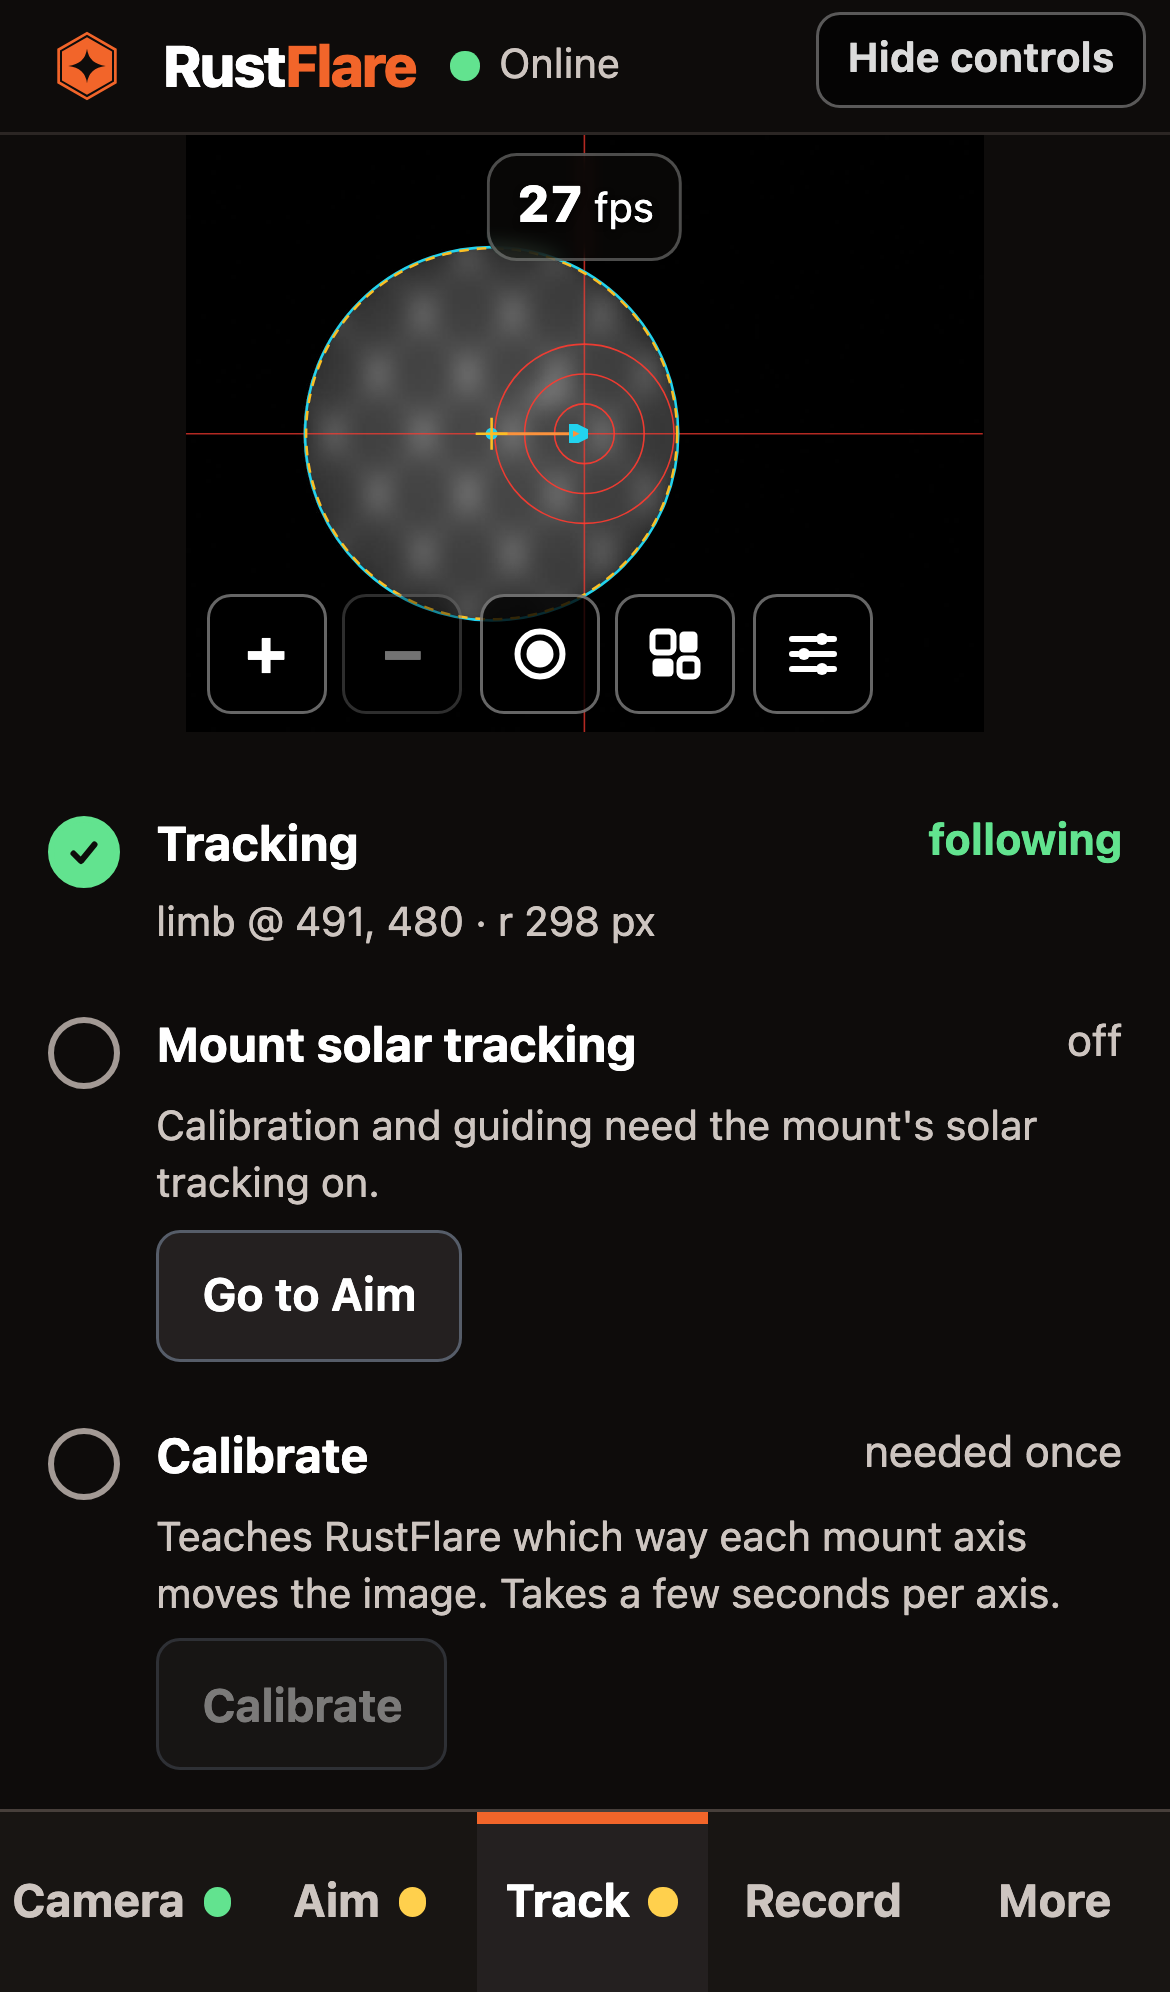 RustFlare
Online
Hide controls
27 fps
Tracking
following
limb @ 491, 480 · r 298 px
Mount solar tracking
off
Calibration and guiding need the mount's solar
tracking on.
Go to Aim
Calibrate
needed once
Teaches RustFlare which way each mount axis
moves the image. Takes a few seconds per axis.
Calibrate
Camera
Aim
Track
Record
More